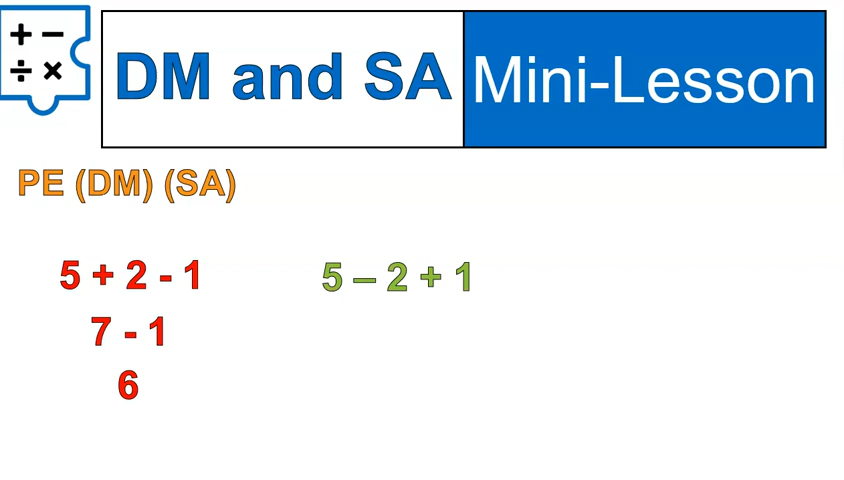 + −
÷ ×
DM and SA Mini-Lesson
PE (DM) (SA)
5 + 2 - 1
5 – 2 + 1
7 - 1
6